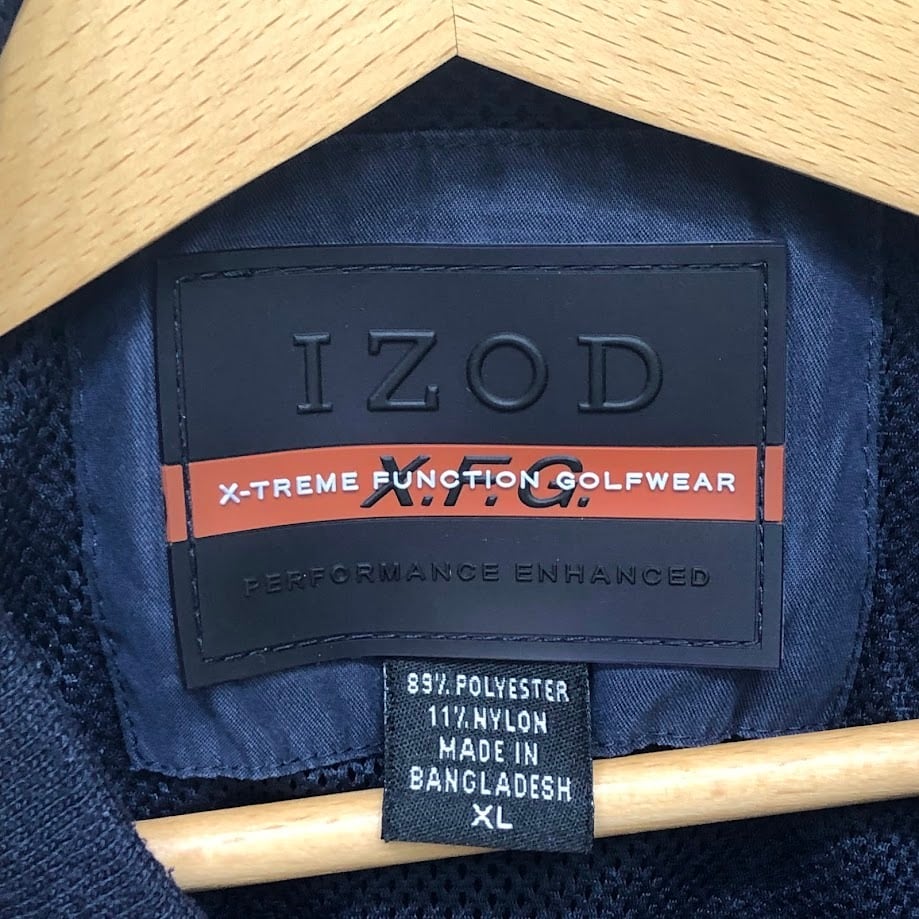 IZOD
X.F.G.
X-TREME FUNCTION GOLFWEAR
PERFORMANCE ENHANCED
89% POLYESTER
11% NYLON
MADE IN
BANGLADESH
XL